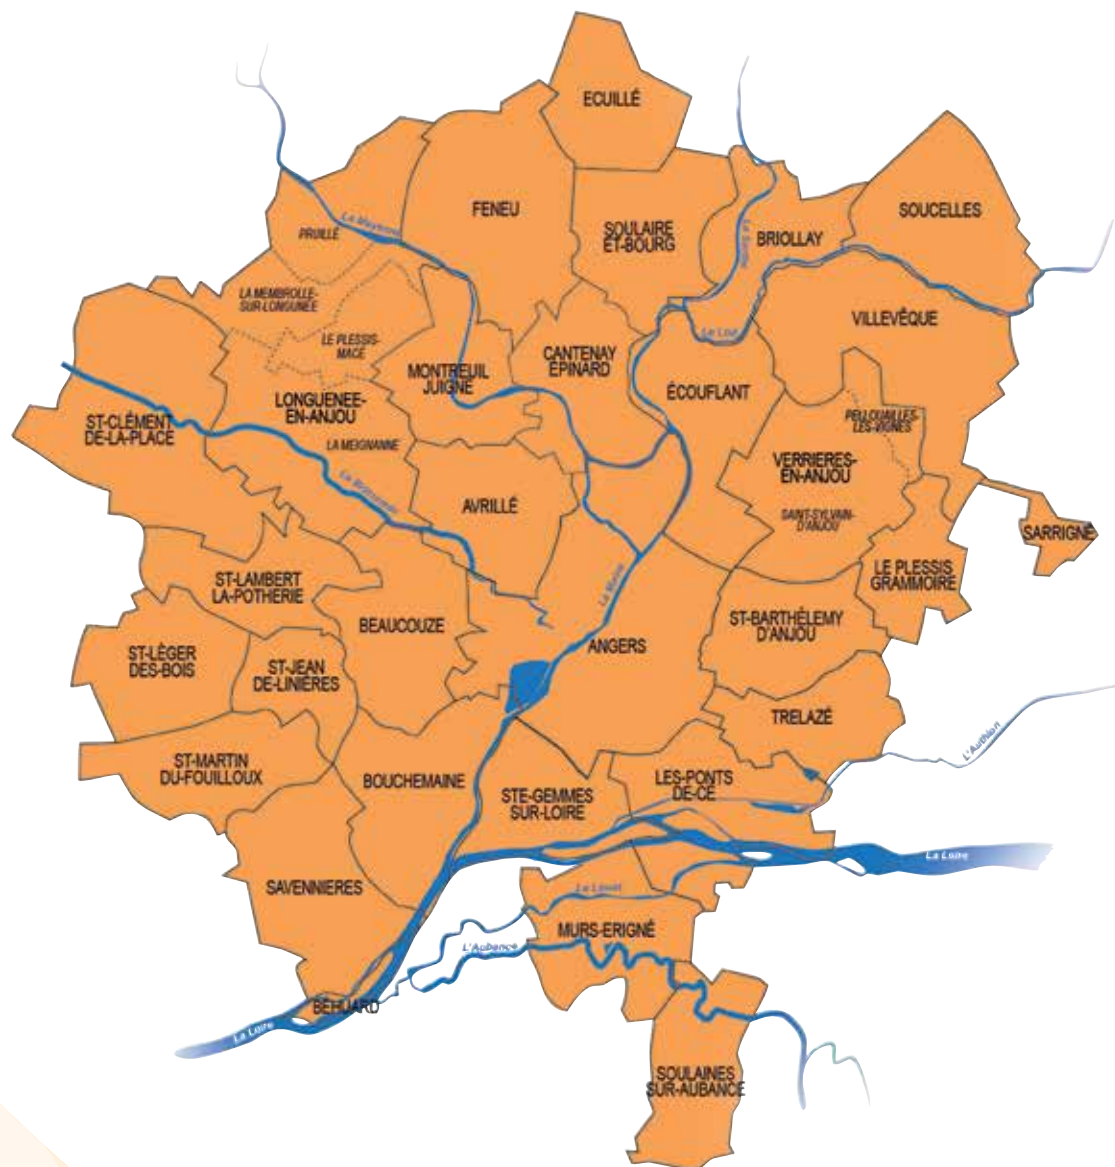 ECUILLÉ
FENEU
SOUCELLES
SOULAIRE
ET-BOURG
BRIOLLAY
PRUILLÉ
La Mayenne
La Sarthe
LA MEMBROLLE-
SUR-LONGUNÉE
LE PLESSIS-
MACÉ
VILLEVÊQUE
Le Loir
CANTENAY
ÉPINARD
MONTREUIL
JUIGNÉ
ÉCOUFLANT
LONGUENEE-
EN-ANJOU
ST-CLÉMENT
DE-LA-PLACE
LA MEIGNANNE
PELLOUAILLES-
LES-VIGNES
VERRIERES-
EN-ANJOU
AVRILLÉ
SAINT-SYLVAIN-
D'ANJOU
SARRIGNÉ
LE PLESSIS
GRAMMOIRE
ST-LAMBERT
LA-POTHERIE
La Maine
BEAUCOUZE
ST-BARTHÉLEMY
D'ANJOU
ANGERS
ST-LÉGER
DES-BOIS
ST-JEAN
DE-LINIÈRES
TRELAZÉ
L'Authion
ST-MARTIN
DU-FOUILLOUX
BOUCHEMAINE
LES-PONTS
DE-CÉ
STE-GEMMES
SUR-LOIRE
La Loire
SAVENNIERES
Le Louet
MURS-ERIGNÉ
L'Aubance
BÉHUARD
La Loire
SOULAINES
SUR-AUBANCE